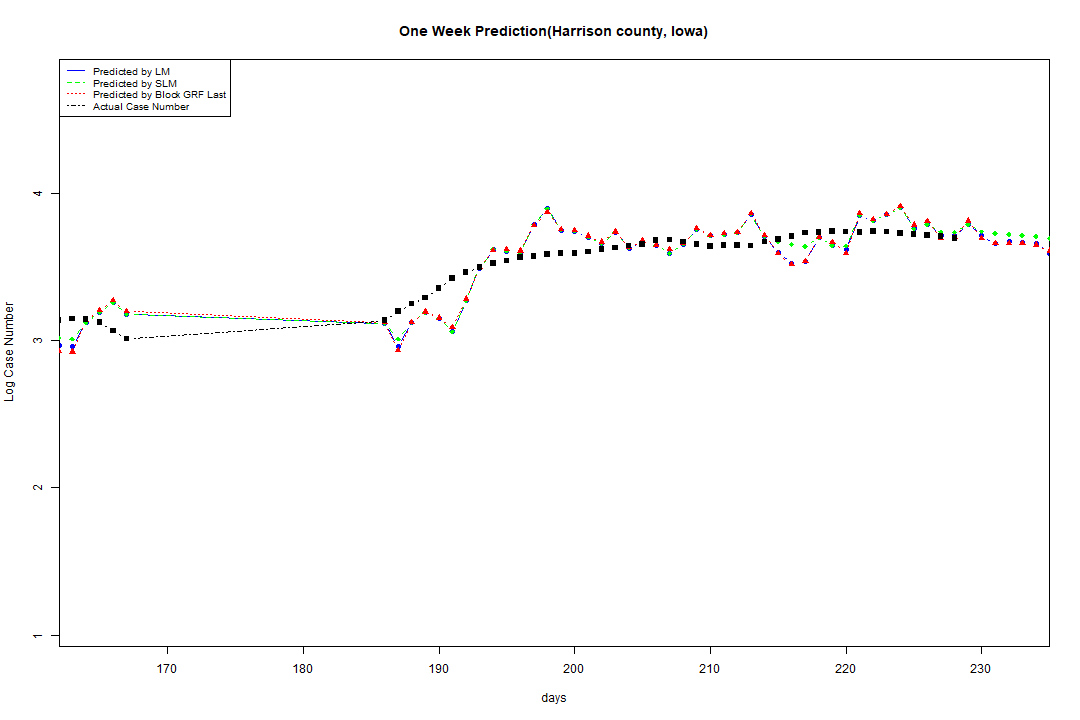 One Week Prediction(Harrison county, Iowa)
Predicted by LM
Predicted by SLM
Predicted by Block GRF Last
Actual Case Number
4
3
2
1
Log Case Number
170 180 190 200 210 220 230
days